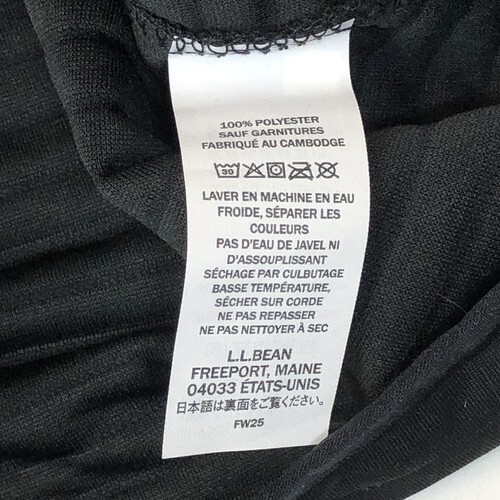 100% POLYESTER
SAUF GARNITURES
FABRIQUÉ AU CAMBODGE
30
LAVER EN MACHINE EN EAU
FROIDE, SÉPARER LES
COULEURS
PAS D'EAU DE JAVEL NI
D'ASSOUPLISSANT
SÉCHAGE PAR CULBUTAGE
BASSE TEMPÉRATURE,
SÉCHER SUR CORDE
NE PAS REPASSER
NE PAS NETTOYER À SEC
L.L.BEAN
FREEPORT, MAINE
04033 ÉTATS-UNIS
日本語は裏面をご覧ください。
FW25